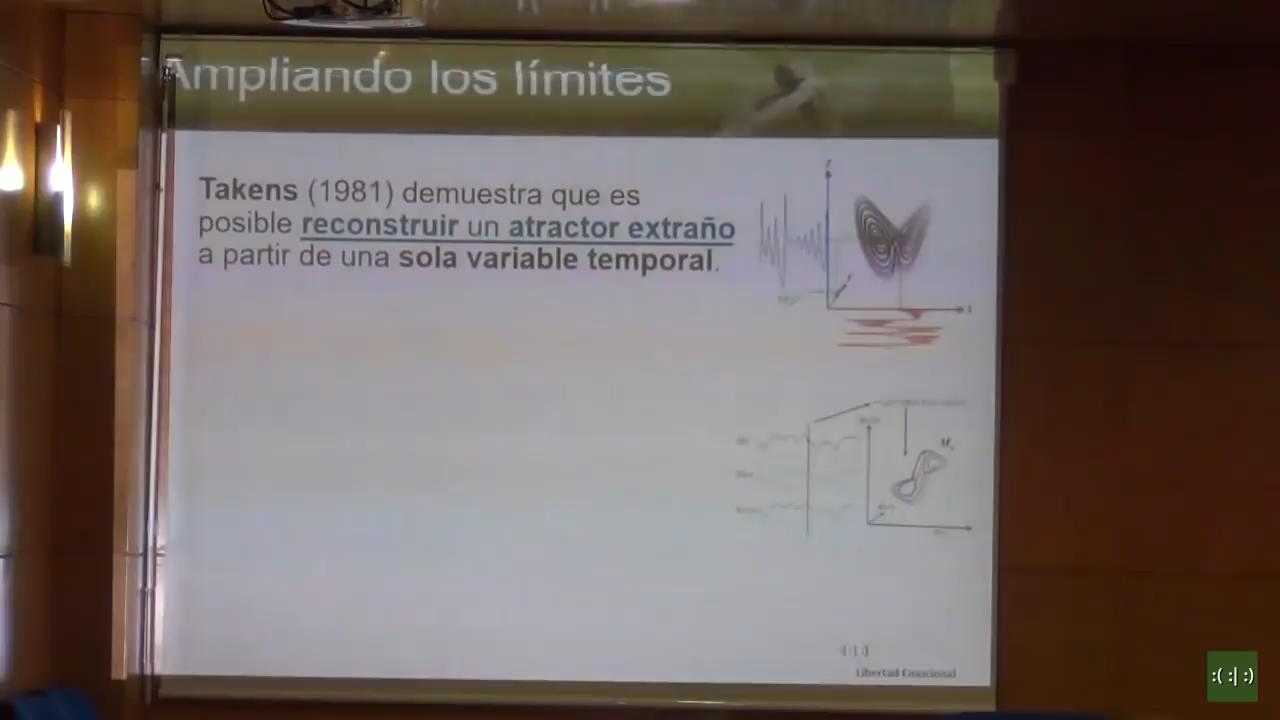 Ampliando los límites
Takens (1981) demuestra que es
posible reconstruir un atractor extraño
a partir de una sola variable temporal.
Z
X
:( :| :)
Libertad Emocional
:( :| :)